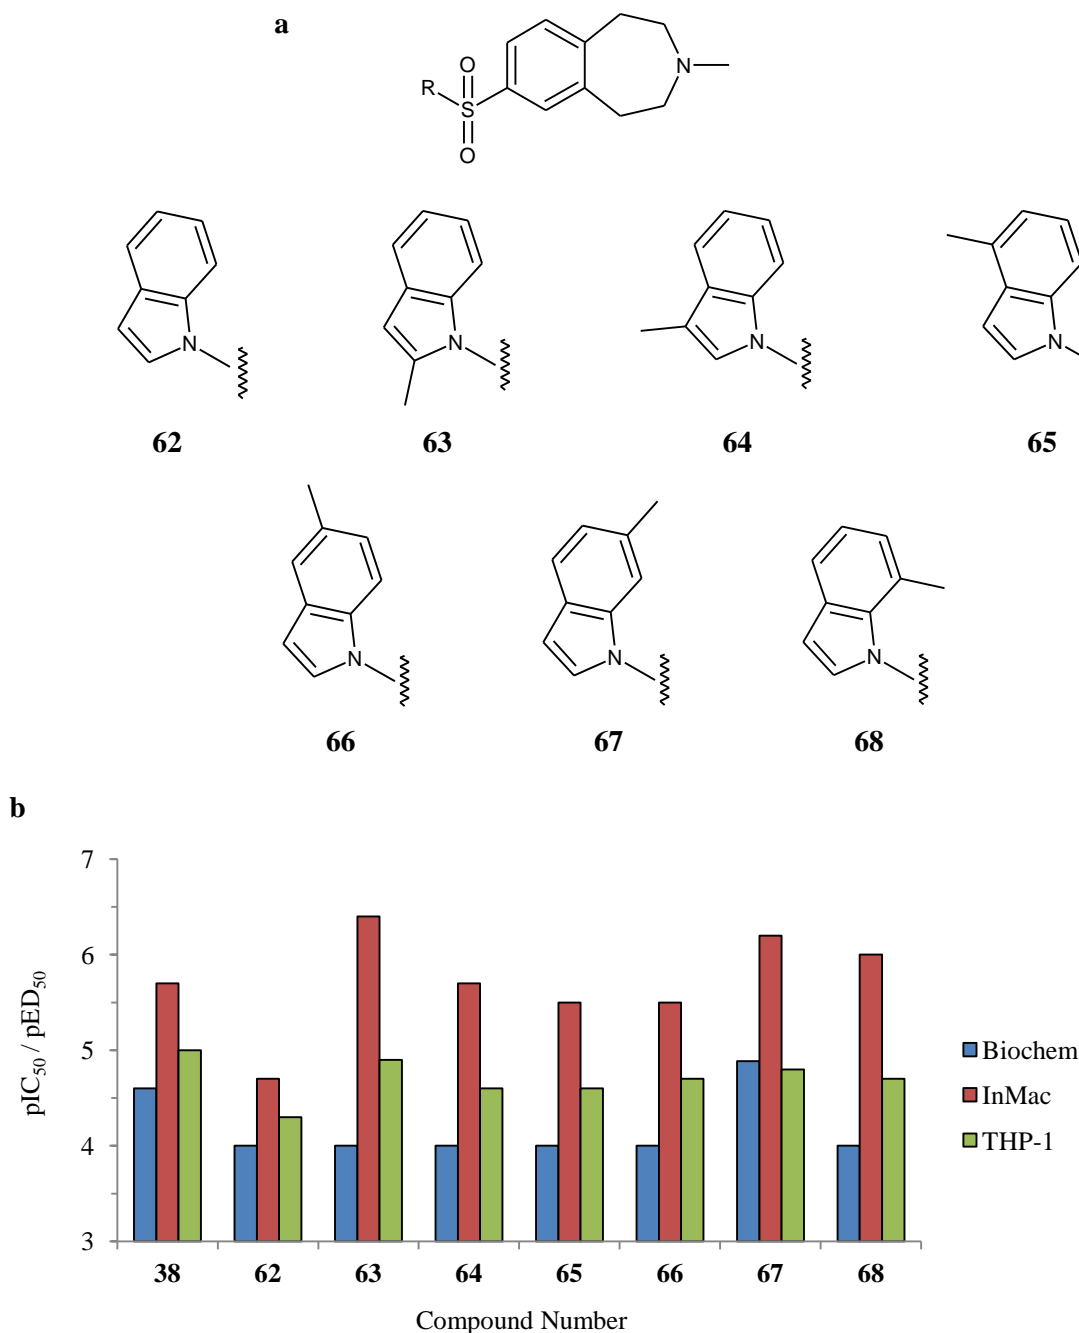 a
O
R
S
N
O
N
N
N
N
62
63
64
65
N
N
N
66
67
68
b
7
6
5
4
3
pIC50 / pED50
38 62 63 64 65 66 67 68
Compound Number
Biochem
InMac
THP-1